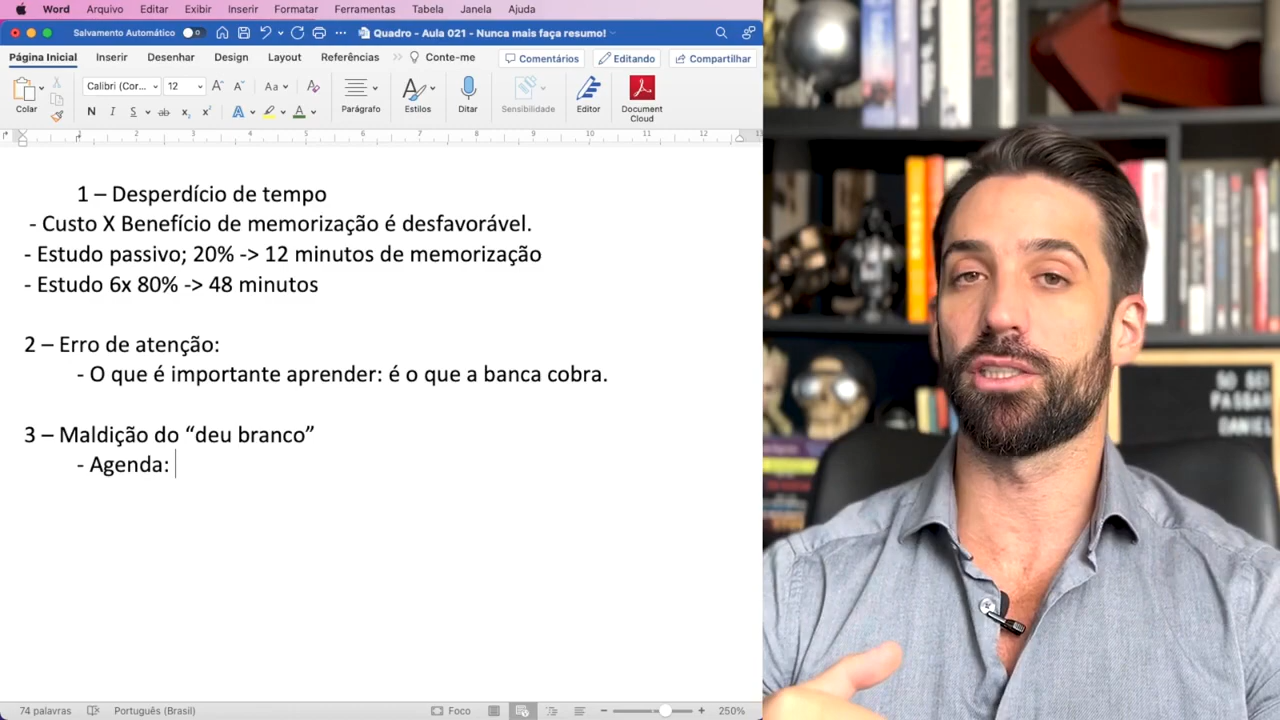 Word Arquivo Editar Exibir Inserir Formatar Ferramentas Tabela Janela Ajuda
Salvamento Automático Quadro - Aula 021 - Nunca mais faça resumo!
Página Inicial Inserir Desenhar Design Layout Referências Conte-me Comentários Editando Compartilhar
Calibri (Cor... 12
Colar Parágrafo Estilos Ditar Sensibilidade Editor Document Cloud
1 – Desperdício de tempo
- Custo X Benefício de memorização é desfavorável.
- Estudo passivo; 20% -> 12 minutos de memorização
- Estudo 6x 80% -> 48 minutos
2 – Erro de atenção:
- O que é importante aprender: é o que a banca cobra.
3 – Maldição do “deu branco”
- Agenda:
74 palavras Português (Brasil) Foco 250%
SÓ SEI
PASSAR
DANIEL